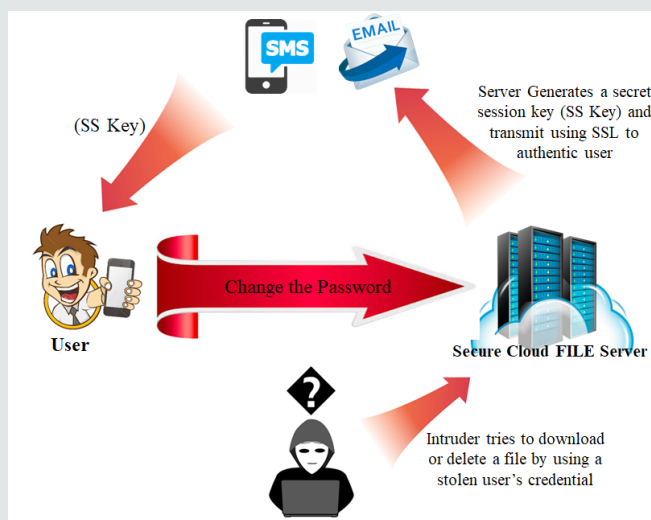 SMS
EMAIL
Server Generates a secret
session key (SS Key) and
transmit using SSL to
authentic user
(SS Key)
Change the Password
User
Secure Cloud FILE Server
?
Intruder tries to download
or delete a file by using a
stolen user's credential